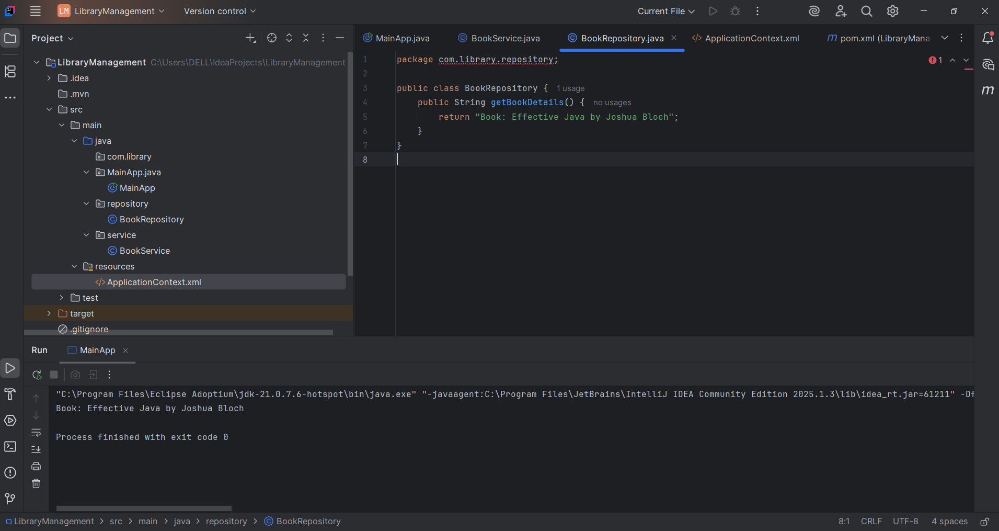 LM LibraryManagement Version control Current File
Project
LibraryManagement C:\Users\DELL\IdeaProjects\LibraryManagement
.idea
.mvn
src
main
java
com.library
MainApp.java
MainApp
repository
BookRepository
service
BookService
resources
</> ApplicationContext.xml
test
target
.gitignore
MainApp.java BookService.java BookRepository.java </> ApplicationContext.xml m pom.xml (LibraryMana
1 package com.library.repository;
2
3 public class BookRepository { 1 usage
4 public String getBookDetails() { no usages
5 return "Book: Effective Java by Joshua Bloch";
6 }
7 }
8
1
m
Run MainApp
"C:\Program Files\Eclipse Adoptium\jdk-21.0.7.6-hotspot\bin\java.exe" "-javaagent:C:\Program Files\JetBrains\IntelliJ IDEA Community Edition 2025.1.3\lib\idea_rt.jar=61211" -Df
Book: Effective Java by Joshua Bloch
Process finished with exit code 0
LibraryManagement > src > main > java > repository > BookRepository 8:1 CRLF UTF-8 4 spaces